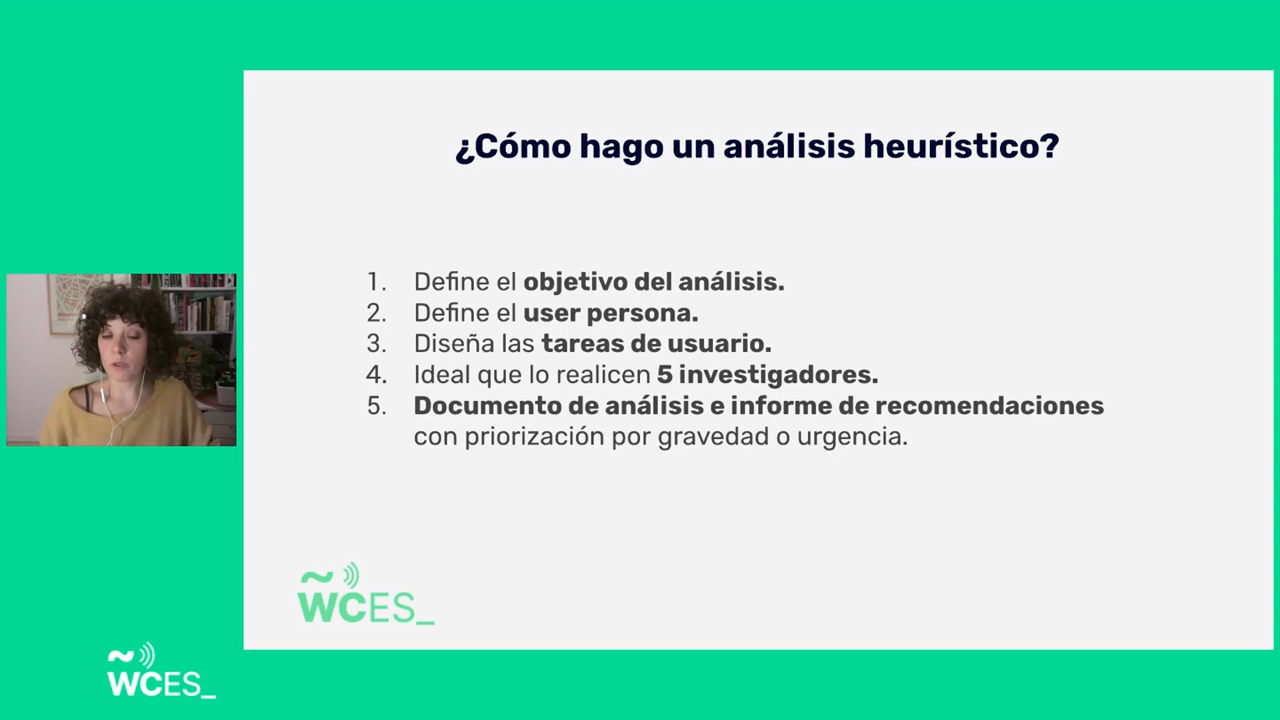 ¿Cómo hago un análisis heurístico?
1. Define el objetivo del análisis.
2. Define el user persona.
3. Diseña las tareas de usuario.
4. Ideal que lo realicen 5 investigadores.
5. Documento de análisis e informe de recomendaciones
con priorización por gravedad o urgencia.
~
WCES_
~
WCES_